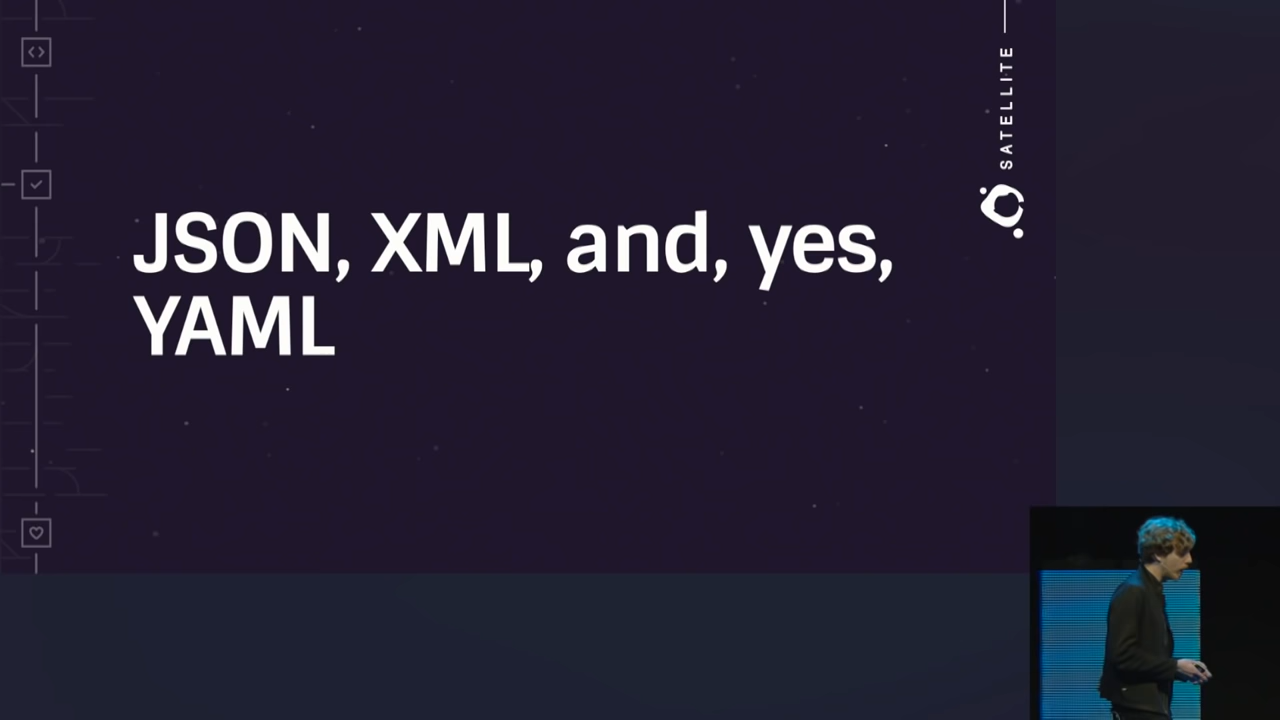 JSON, XML, and, yes,
YAML
SATELLITE